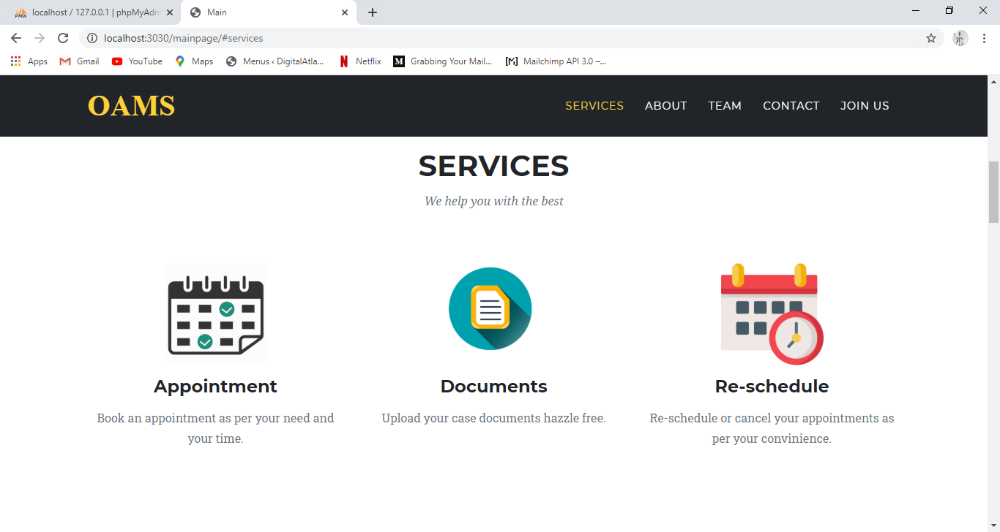 localhost / 127.0.0.1 | phpMyAdm
Main
localhost:3030/mainpage/#services
Apps
Gmail
YouTube
Maps
Menus ‹ DigitalAtla...
Netflix
Grabbing Your Mail...
Mailchimp API 3.0 –...
OAMS
SERVICES
ABOUT
TEAM
CONTACT
JOIN US
SERVICES
We help you with the best
Appointment
Book an appointment as per your need and
your time.
Documents
Upload your case documents hazzle free.
Re-schedule
Re-schedule or cancel your appointments as
per your convinience.